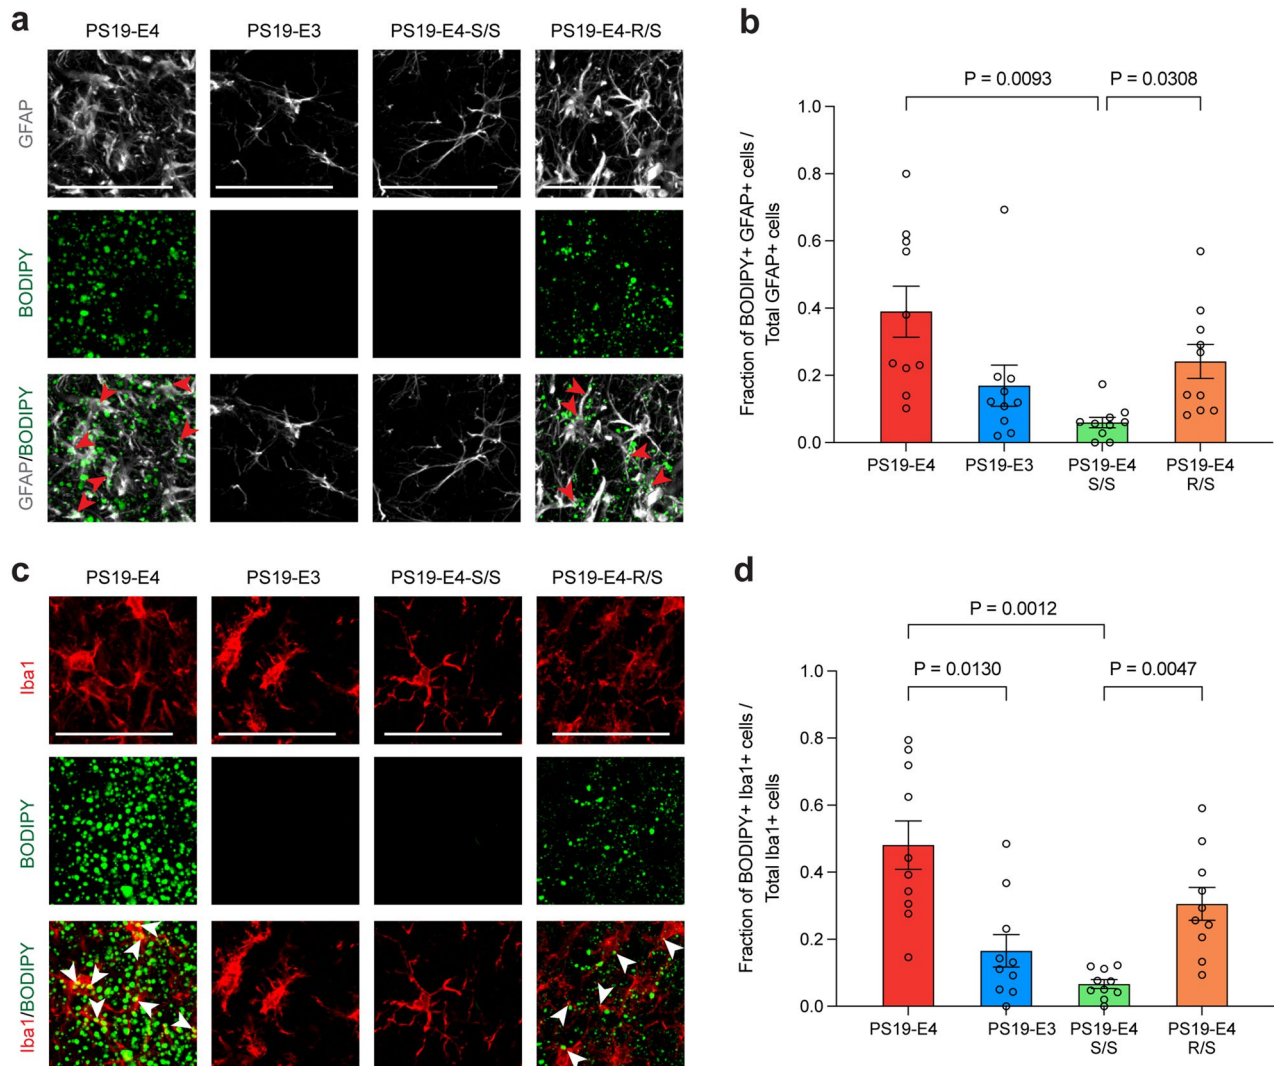 a
PS19-E4 PS19-E3 PS19-E4-S/S PS19-E4-R/S
GFAP
BODIPY
GFAP/BODIPY
b
P = 0.0093 P = 0.0308
Fraction of BODIPY+ GFAP+ cells /
Total GFAP+ cells
1.0
0.8
0.6
0.4
0.2
0.0
PS19-E4 PS19-E3 PS19-E4 PS19-E4
S/S R/S
c
PS19-E4 PS19-E3 PS19-E4-S/S PS19-E4-R/S
Iba1
BODIPY
Iba1/BODIPY
d
P = 0.0012
P = 0.0130 P = 0.0047
Fraction of BODIPY+ Iba1+ cells /
Total Iba1+ cells
1.0
0.8
0.6
0.4
0.2
0.0
PS19-E4 PS19-E3 PS19-E4 PS19-E4
S/S R/S